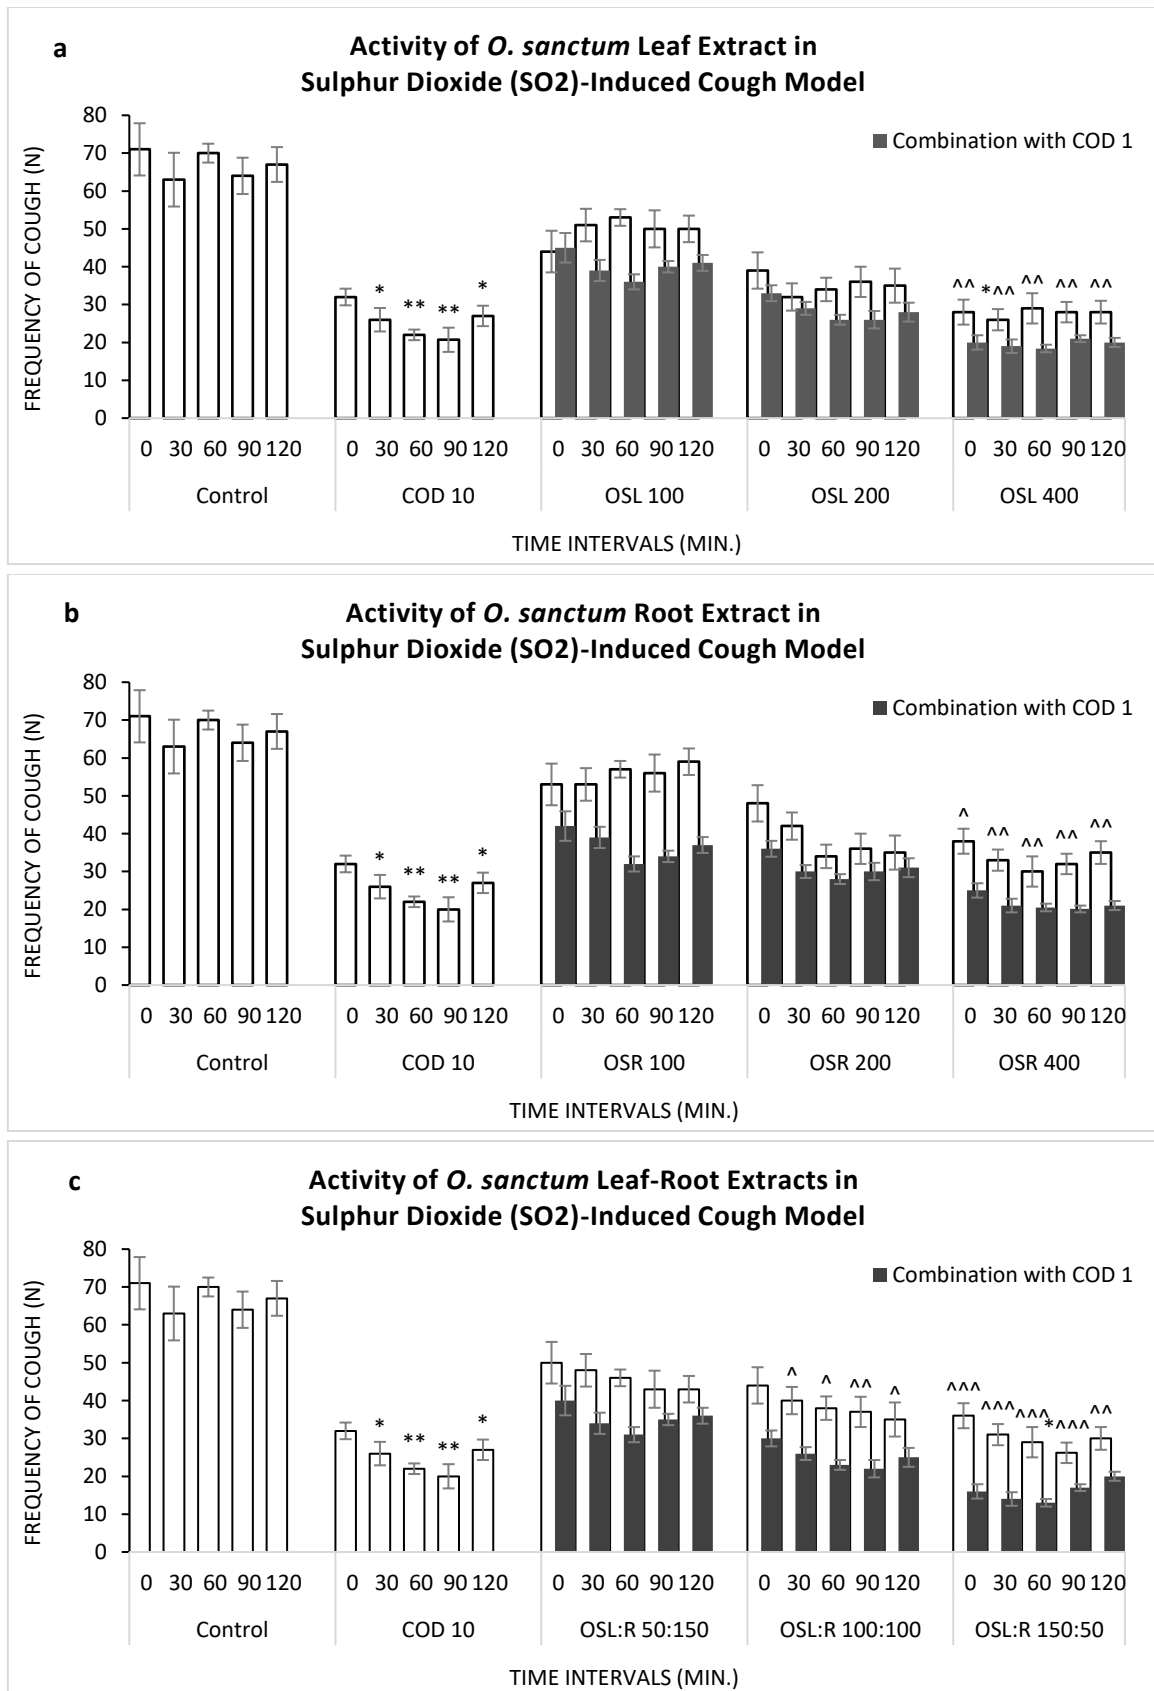 a
Activity of O. sanctum Leaf Extract in
Sulphur Dioxide (SO2)-Induced Cough Model
Combination with COD 1
FREQUENCY OF COUGH (N)
80
70
60
50
40
30
20
10
0
* ** ** *
^^ *^^ ^^ ^^ ^^
0 30 60 90 120 0 30 60 90 120 0 30 60 90 120 0 30 60 90 120 0 30 60 90 120
Control COD 10 OSL 100 OSL 200 OSL 400
TIME INTERVALS (MIN.)
b
Activity of O. sanctum Root Extract in
Sulphur Dioxide (SO2)-Induced Cough Model
Combination with COD 1
FREQUENCY OF COUGH (N)
80
70
60
50
40
30
20
10
0
* ** ** *
^ ^^ ^^ ^^ ^^
0 30 60 90 120 0 30 60 90 120 0 30 60 90 120 0 30 60 90 120 0 30 60 90 120
Control COD 10 OSR 100 OSR 200 OSR 400
TIME INTERVALS (MIN.)
c
Activity of O. sanctum Leaf-Root Extracts in
Sulphur Dioxide (SO2)-Induced Cough Model
Combination with COD 1
FREQUENCY OF COUGH (N)
80
70
60
50
40
30
20
10
0
* ** ** *
^ ^ ^^ ^
^^^ ^^^ ^^^ *^^^ ^^
0 30 60 90 120 0 30 60 90 120 0 30 60 90 120 0 30 60 90 120 0 30 60 90 120
Control COD 10 OSL:R 50:150 OSL:R 100:100 OSL:R 150:50
TIME INTERVALS (MIN.)